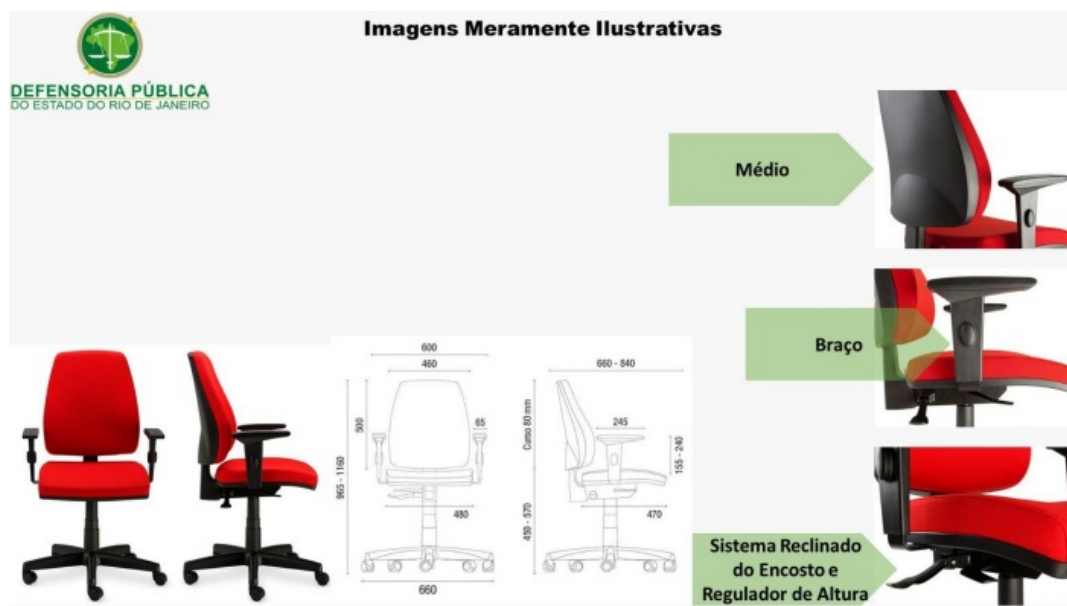 Imagens Meramente Ilustrativas
DEFENSORIA PÚBLICA
DO ESTADO DO RIO DE JANEIRO
Médio
Braço
600
460
65
500
965 - 1160
480
660
660 - 840
Curso 80 mm
245
155 - 240
450 - 570
470
Sistema Reclinado
do Encosto e
Regulador de Altura